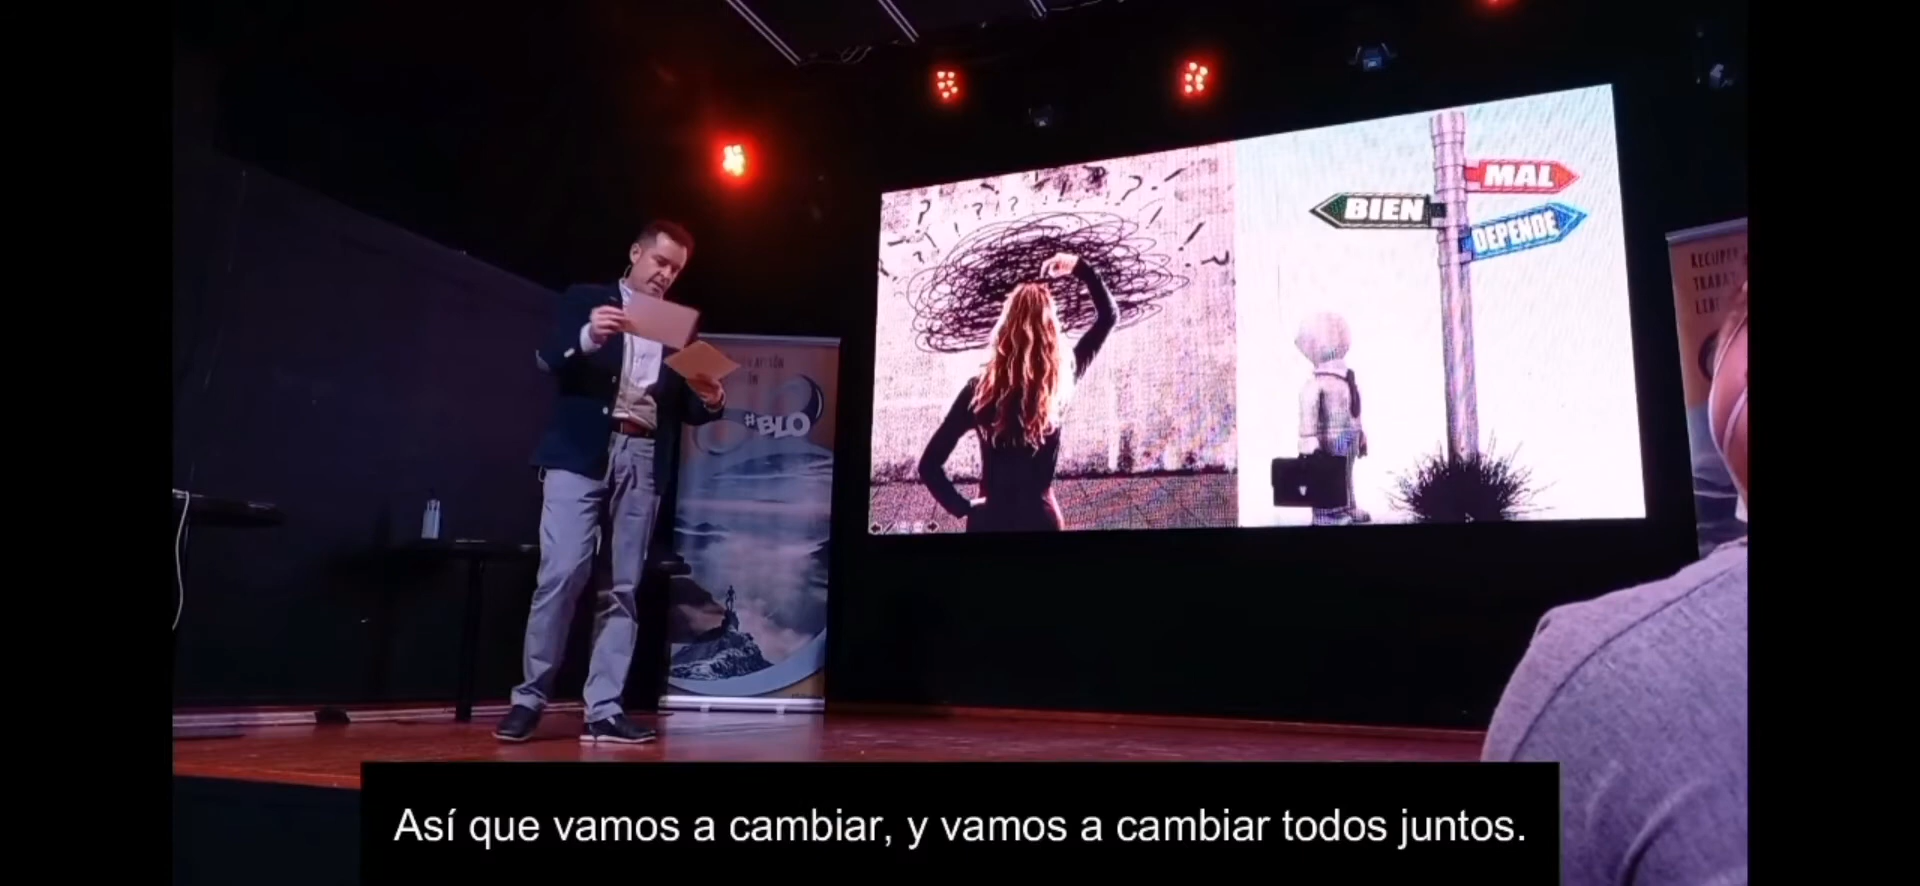 MAL
BIEN
DEPENDE
#BLO
Así que vamos a cambiar, y vamos a cambiar todos juntos.